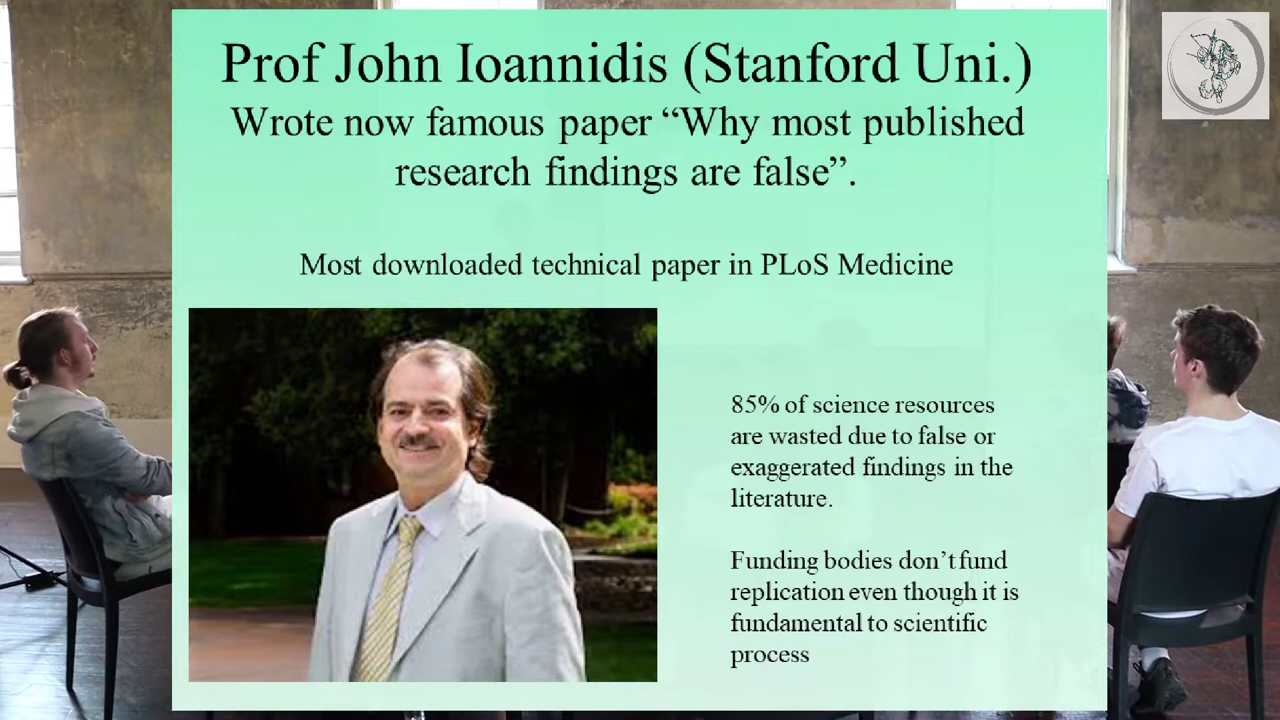 Prof John Ioannidis (Stanford Uni.)
Wrote now famous paper “Why most published
research findings are false”.
Most downloaded technical paper in PLoS Medicine
85% of science resources
are wasted due to false or
exaggerated findings in the
literature.
Funding bodies don’t fund
replication even though it is
fundamental to scientific
process